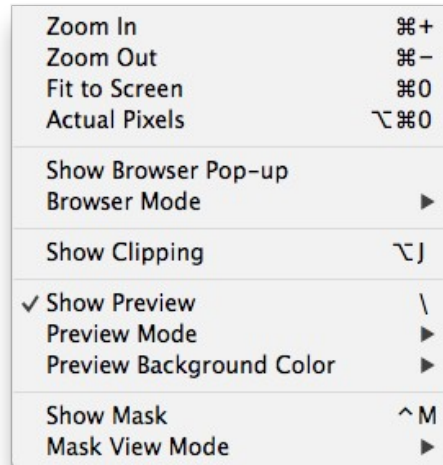 Zoom In ⌘+
Zoom Out ⌘−
Fit to Screen ⌘0
Actual Pixels ⌥⌘0
Show Browser Pop-up
Browser Mode ▶
Show Clipping ⌥J
✓ Show Preview \
Preview Mode ▶
Preview Background Color ▶
Show Mask ^M
Mask View Mode ▶